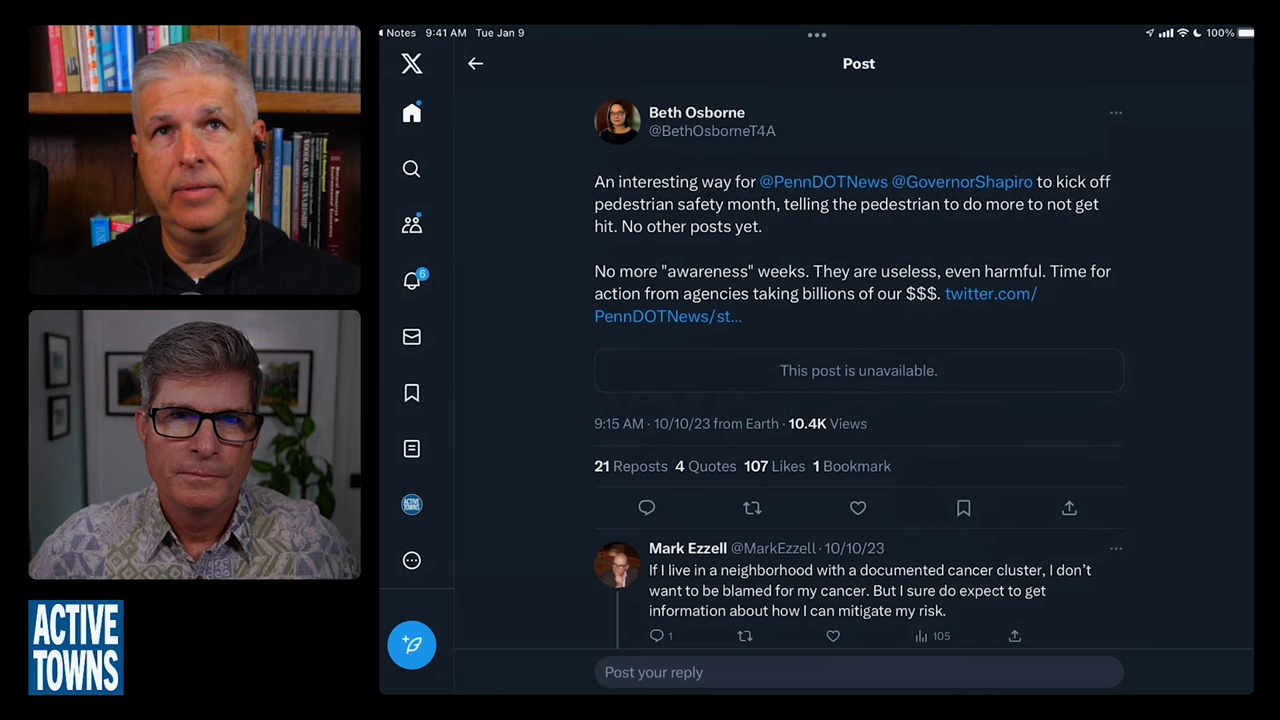 Notes 9:41 AM Tue Jan 9
100%
Post
Beth Osborne
@BethOsborneT4A
An interesting way for @PennDOTNews @GovernorShapiro to kick off
pedestrian safety month, telling the pedestrian to do more to not get
hit. No other posts yet.
No more "awareness" weeks. They are useless, even harmful. Time for
action from agencies taking billions of our $$$. twitter.com/
PennDOTNews/st…
This post is unavailable.
9:15 AM · 10/10/23 from Earth · 10.4K Views
21 Reposts 4 Quotes 107 Likes 1 Bookmark
Mark Ezzell @MarkEzzell · 10/10/23
If I live in a neighborhood with a documented cancer cluster, I don't
want to be blamed for my cancer. But I sure do expect to get
information about how I can mitigate my risk.
1 105
Post your reply
6
ACTIVE TOWNS
ACTIVE
TOWNS
WOODLAND STEWARDSHIP